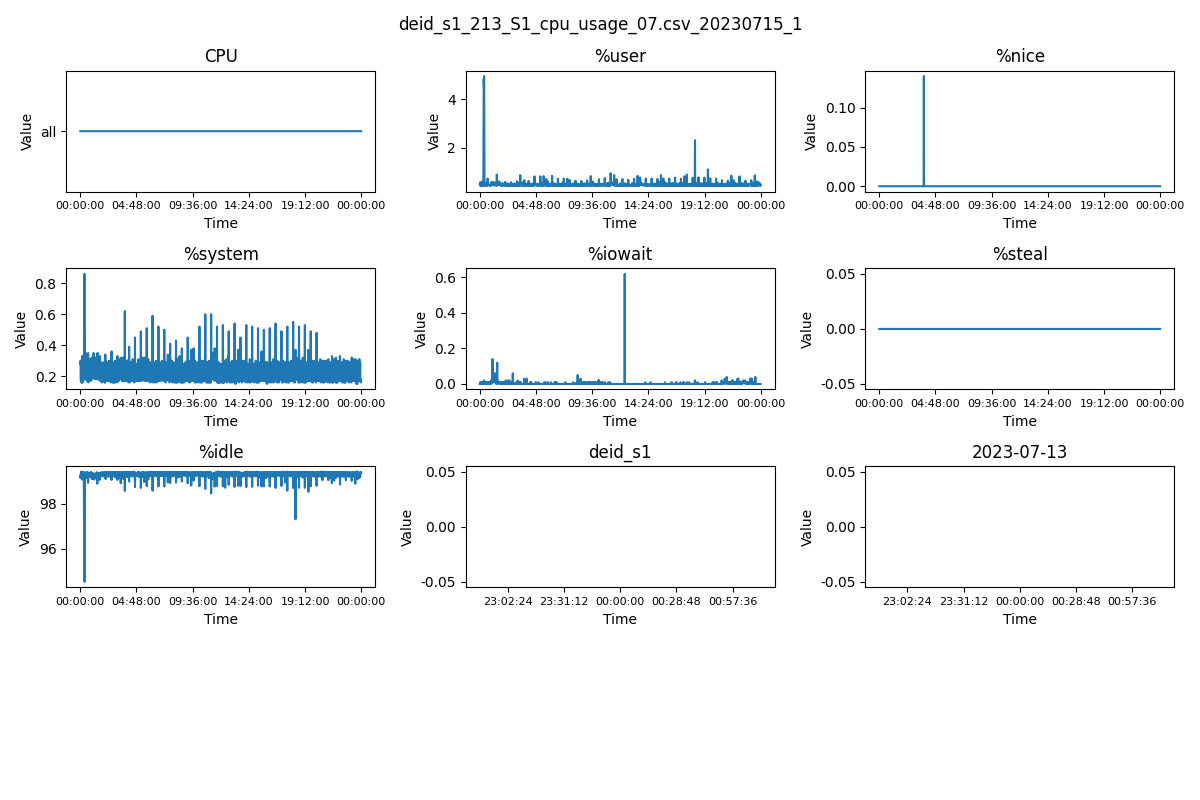 deid_s1_213_S1_cpu_usage_07.csv_20230715_1
CPU %user %nice
Value all
00:00:00 04:48:00 09:36:00 14:24:00 19:12:00 00:00:00
Time
Value 4 2
00:00:00 04:48:00 09:36:00 14:24:00 19:12:00 00:00:00
Time
Value 0.10 0.05 0.00
00:00:00 04:48:00 09:36:00 14:24:00 19:12:00 00:00:00
Time
%system %iowait %steal
Value 0.8 0.6 0.4 0.2
00:00:00 04:48:00 09:36:00 14:24:00 19:12:00 00:00:00
Time
Value 0.6 0.4 0.2 0.0
00:00:00 04:48:00 09:36:00 14:24:00 19:12:00 00:00:00
Time
Value 0.05 0.00 -0.05
00:00:00 04:48:00 09:36:00 14:24:00 19:12:00 00:00:00
Time
%idle deid_s1 2023-07-13
Value 98 96
00:00:00 04:48:00 09:36:00 14:24:00 19:12:00 00:00:00
Time
Value 0.05 0.00 -0.05
23:02:24 23:31:12 00:00:00 00:28:48 00:57:36
Time
Value 0.05 0.00 -0.05
23:02:24 23:31:12 00:00:00 00:28:48 00:57:36
Time